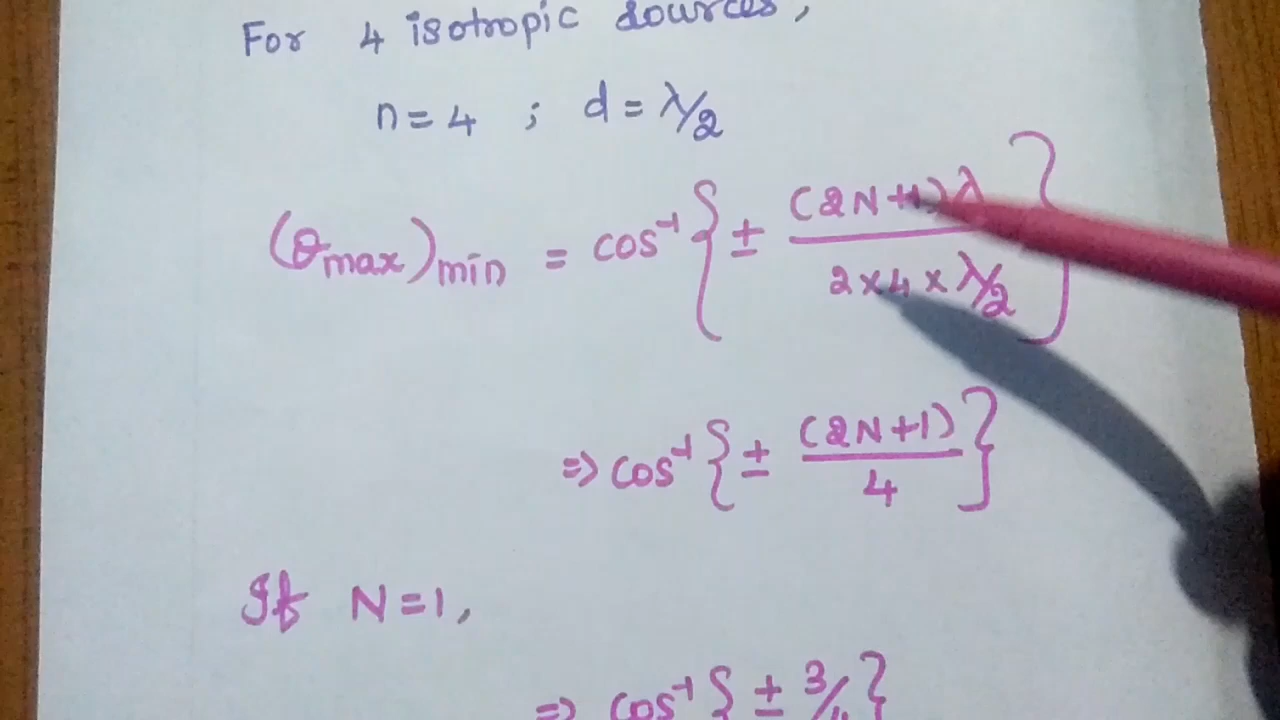 For 4 isotropic sources,
n = 4 ; d = λ/2
(θmax)min = cos⁻¹ { ± (2N+1)λ / 2×4×λ/2 }
⇒ cos⁻¹ { ± (2N+1) / 4 }
If N=1,
⇒ cos⁻¹ { ± 3/4 }